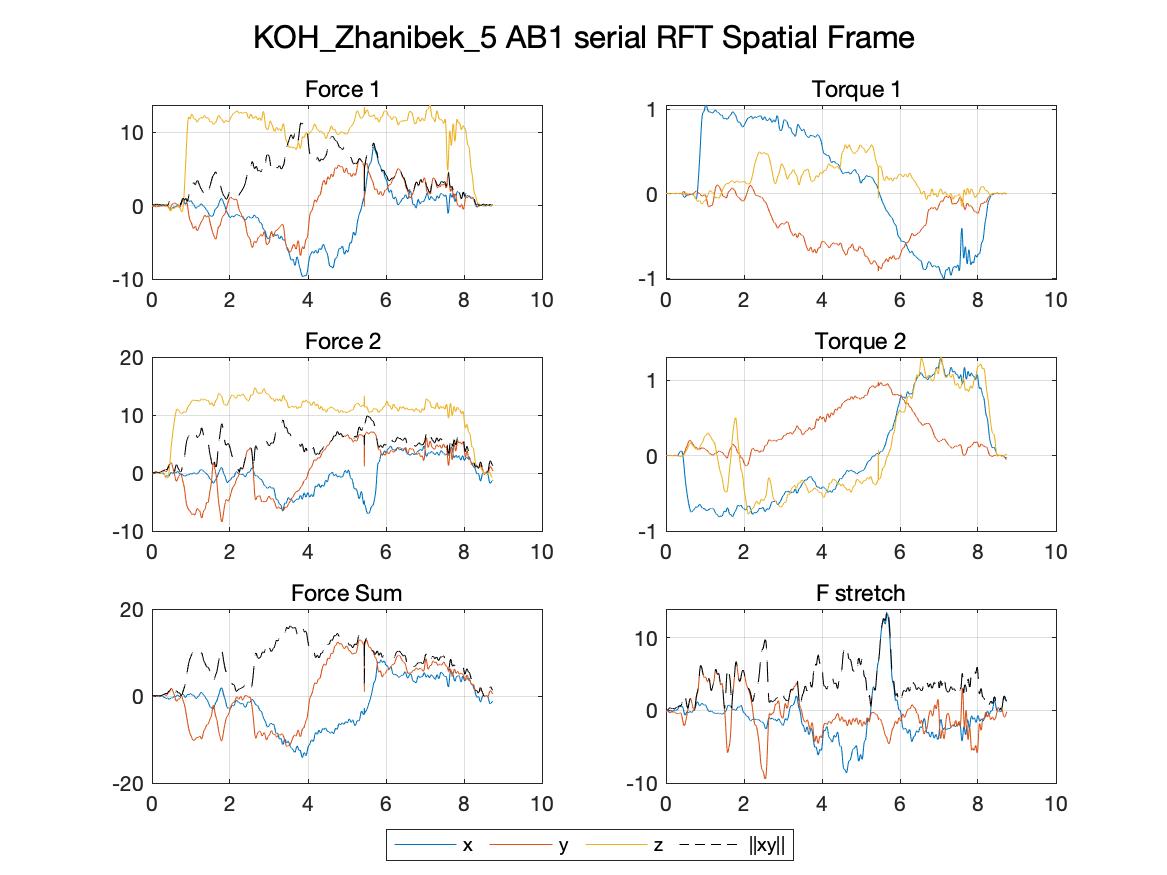 KOH_Zhanibek_5 AB1 serial RFT Spatial Frame
Force 1
10
0
-10
0 2 4 6 8 10
Torque 1
1
0
-1
0 2 4 6 8 10
Force 2
20
10
0
-10
0 2 4 6 8 10
Torque 2
1
0
-1
0 2 4 6 8 10
Force Sum
20
0
-20
0 2 4 6 8 10
F stretch
10
0
-10
0 2 4 6 8 10
x y z ||xy||